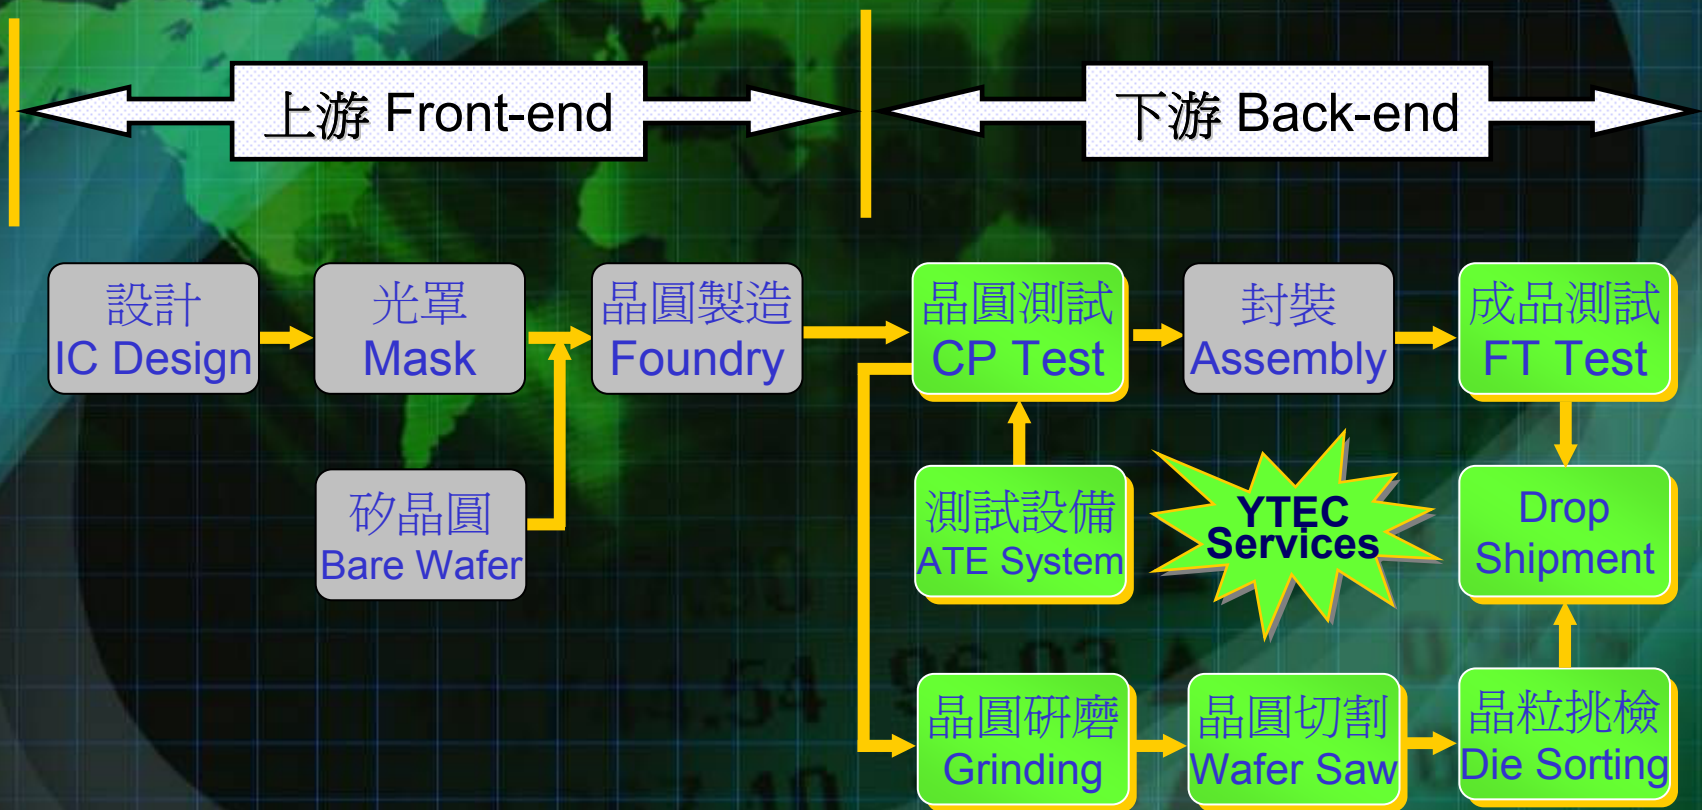 上游 Front-end
下游 Back-end
設計
IC Design
光罩
Mask
晶圓製造
Foundry
晶圓測試
CP Test
封裝
Assembly
成品測試
FT Test
矽晶圓
Bare Wafer
測試設備
ATE System
YTEC
Services
Drop
Shipment
晶圓研磨
Grinding
晶圓切割
Wafer Saw
晶粒挑檢
Die Sorting